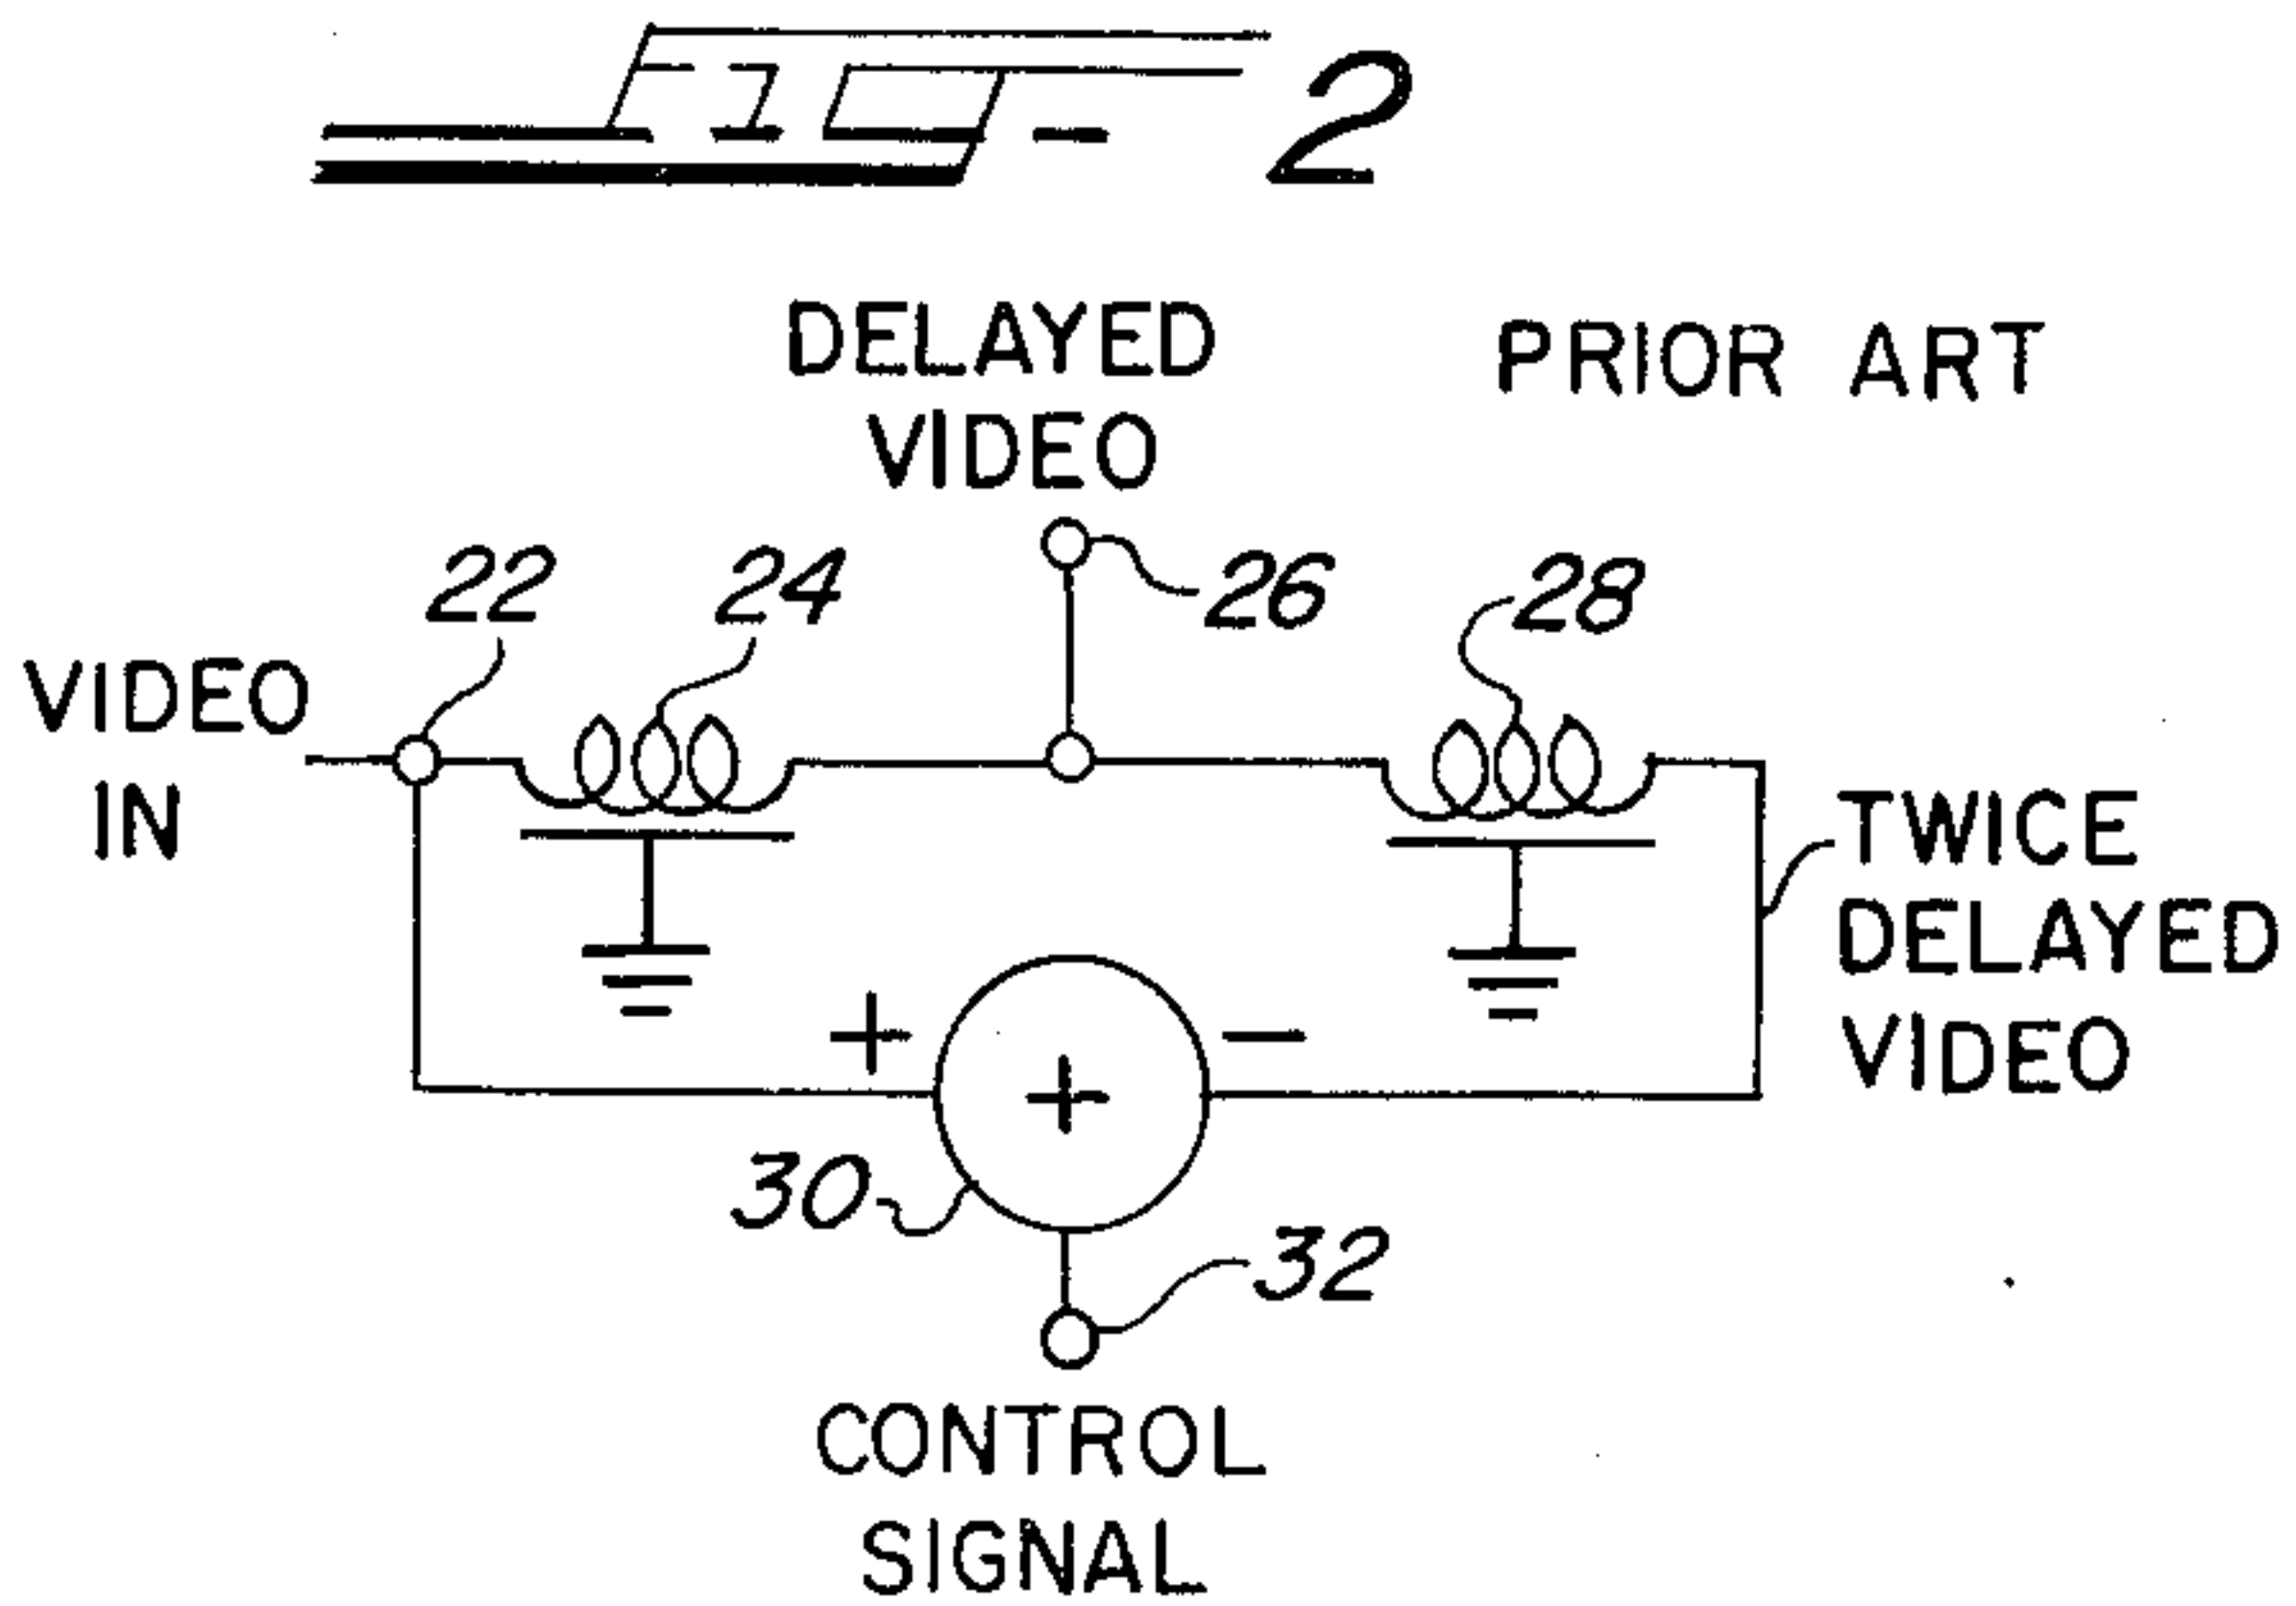 FIG-2
DELAYED
VIDEO
PRIOR ART
22
24
26
28
VIDEO
IN
TWICE
DELAYED
VIDEO
+
−
+
30
32
CONTROL
SIGNAL